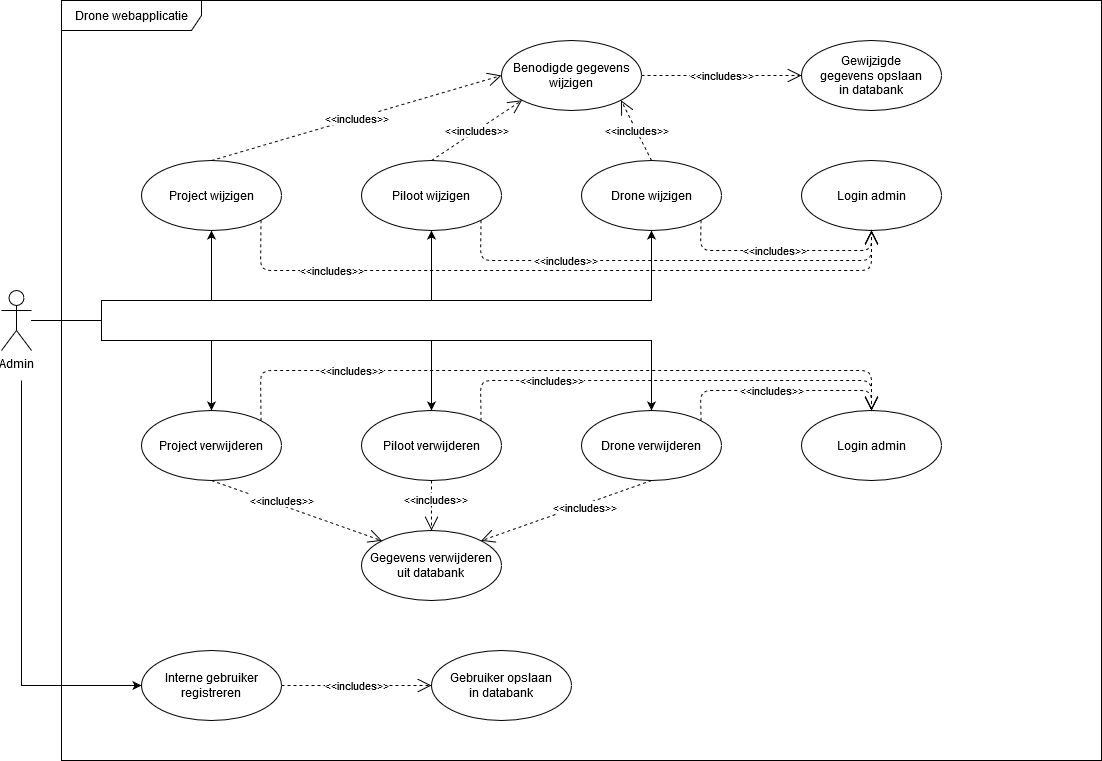 Drone webapplicatie
Benodigde gegevens
wijzigen
<<includes>>
Gewijzigde
gegevens opslaan
in databank
<<includes>>
<<includes>>
<<includes>>
Project wijzigen
Piloot wijzigen
Drone wijzigen
Login admin
<<includes>>
<<includes>>
<<includes>>
Admin
<<includes>>
<<includes>>
<<includes>>
Project verwijderen
Piloot verwijderen
Drone verwijderen
Login admin
<<includes>>
<<includes>>
<<includes>>
Gegevens verwijderen
uit databank
Interne gebruiker
registreren
<<includes>>
Gebruiker opslaan
in databank